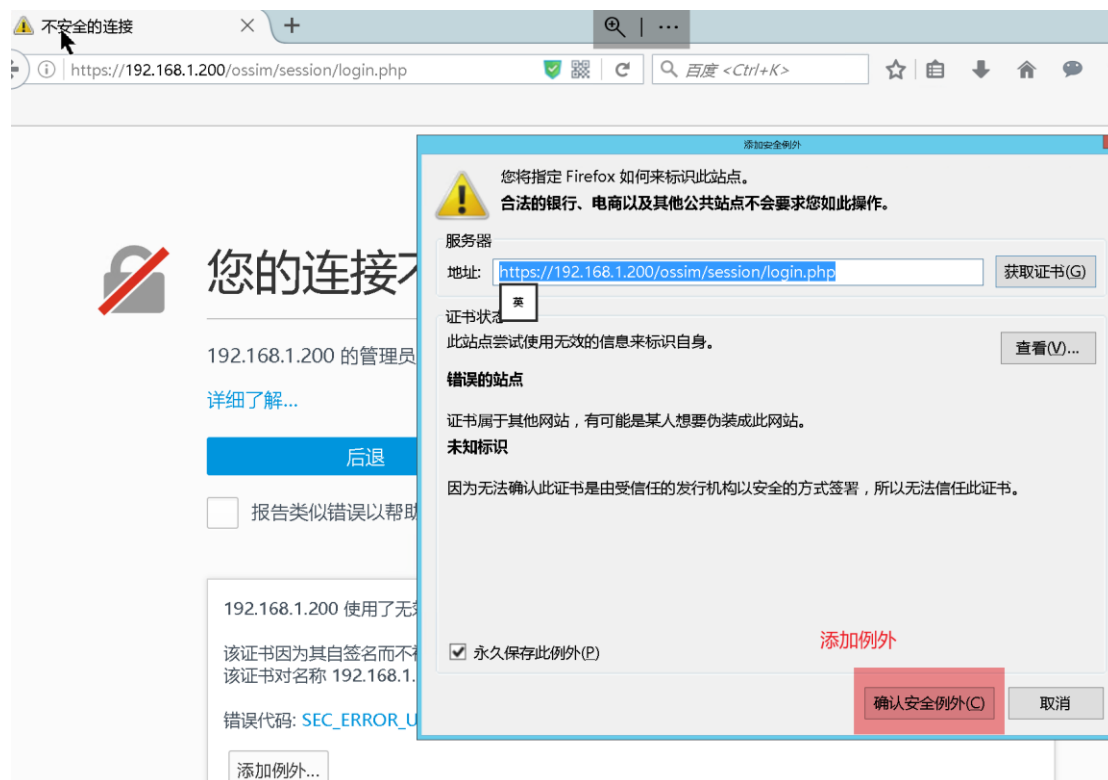 不安全的连接
https://192.168.1.200/ossim/session/login.php
百度 <Ctrl+K>
添加安全例外
您将指定 Firefox 如何来标识此站点。
合法的银行、电商以及其他公共站点不会要求您如此操作。
服务器
地址: https://192.168.1.200/ossim/session/login.php 获取证书(G)
英
证书状态
此站点尝试使用无效的信息来标识自身。
查看(V)...
错误的站点
证书属于其他网站，有可能是某人想要伪装成此网站。
未知标识
因为无法确认此证书是由受信任的发行机构以安全的方式签署，所以无法信任此证书。
永久保存此例外(P)
添加例外
确认安全例外(C) 取消
您的连接不
192.168.1.200 的管理员
详细了解...
后退
报告类似错误以帮助
192.168.1.200 使用了无
该证书因为其自签名而不
该证书对名称 192.168.1.
错误代码: SEC_ERROR_U
添加例外...